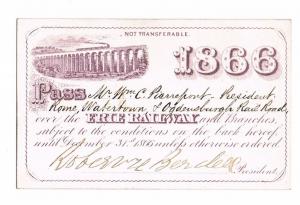 NOT TRANSFERABLE.
1866
Pass Mr. Wm. C. Pierrepont - President
Rome, Watertown & Ogdensburgh Rail Road,
over the ERIE RAILWAY and Branches,
subject to the conditions on the back hereof
until December 31st 1866 unless otherwise ordered
President.